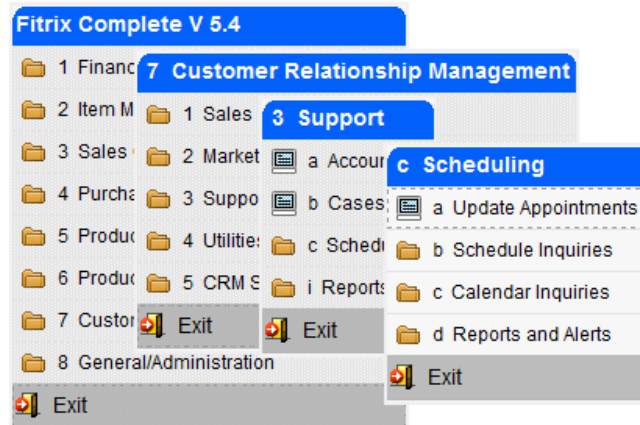 Fitrix Complete V 5.4
1 Financ
2 Item M
3 Sales
4 Purcha
5 Produc
6 Produc
7 Custor
8 General/Administration
Exit
7 Customer Relationship Management
1 Sales
2 Market
3 Suppo
4 Utilities
5 CRM S
Exit
3 Support
a Accour
b Cases
c Schedu
i Reports
Exit
c Scheduling
a Update Appointments
b Schedule Inquiries
c Calendar Inquiries
d Reports and Alerts
Exit